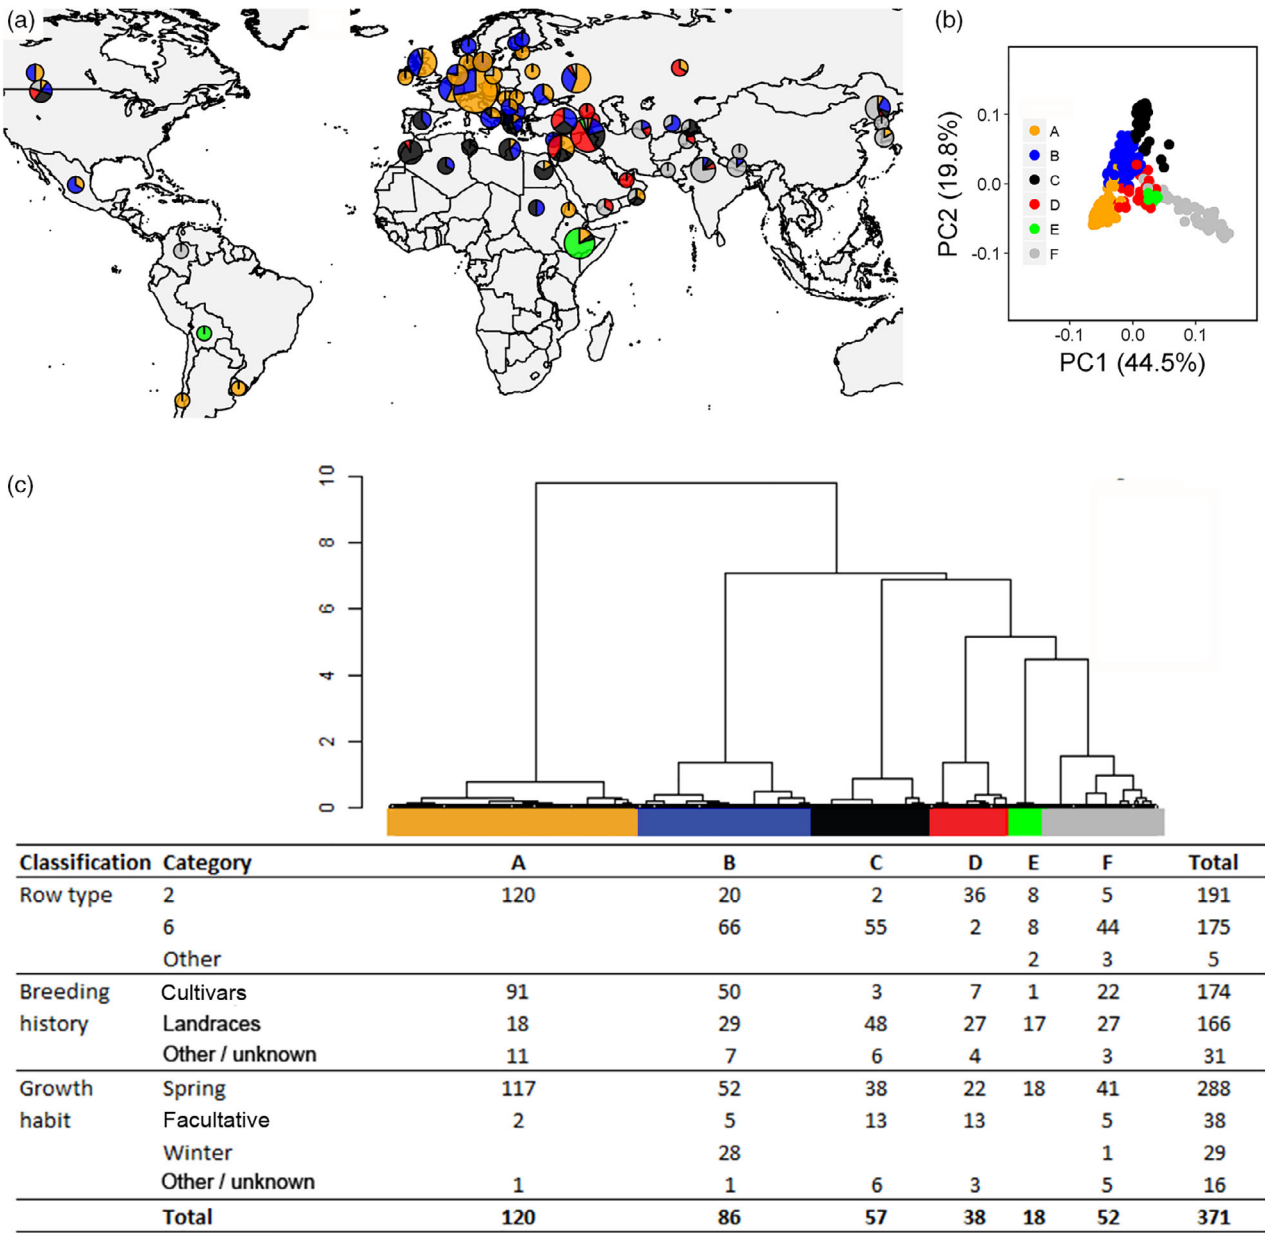 (a)
(b)
0.1
0.0
-0.1
PC2 (19.8%)
A
B
C
D
E
F
-0.1 0.0 0.1
PC1 (44.5%)
(c)
10
8
6
4
2
0
Classification Category A B C D E F Total
Row type 2 120 20 2 36 8 5 191
6 66 55 2 8 44 175
Other 2 3 5
Breeding Cultivars 91 50 3 7 1 22 174
history Landraces 18 29 48 27 17 27 166
Other / unknown 11 7 6 4 3 31
Growth Spring 117 52 38 22 18 41 288
habit Facultative 2 5 13 13 5 38
Winter 28 1 29
Other / unknown 1 1 6 3 5 16
Total 120 86 57 38 18 52 371